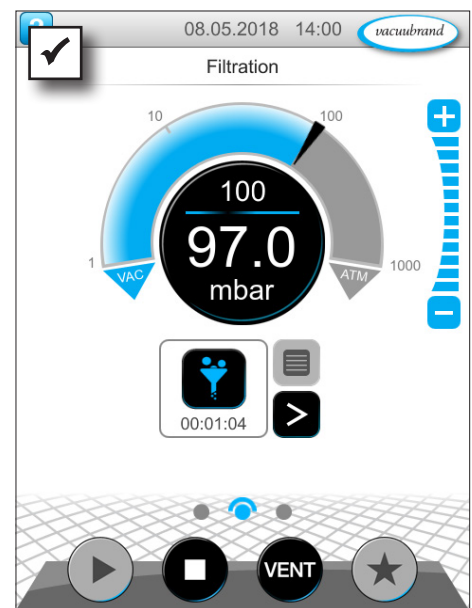 08.05.2018 14:00 vacuubrand
Filtration
10
100
1
VAC
100
97.0
mbar
ATM
1000
00:01:04
VENT